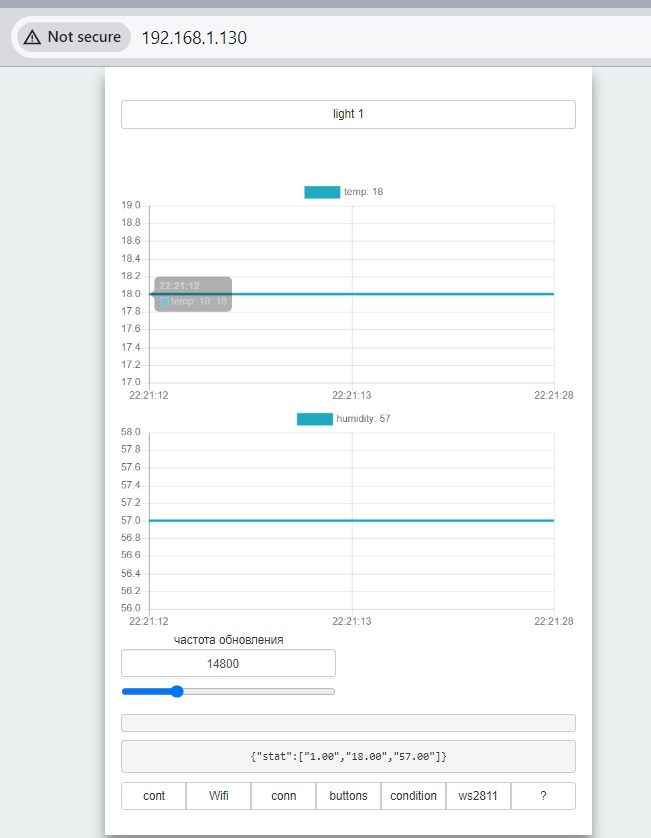 Not secure 192.168.1.130
light 1
temp: 18
19.0
18.8
18.6
18.4
18.2
18.0
17.8
17.6
17.4
17.2
17.0
22:21:12
temp: 18: 18
22:21:12 22:21:13 22:21:28
humidity: 57
58.0
57.8
57.6
57.4
57.2
57.0
56.8
56.6
56.4
56.2
56.0
22:21:12 22:21:13 22:21:28
частота обновления
14800
{"stat":["1.00","18.00","57.00"]}
cont Wifi conn buttons condition ws2811 ?